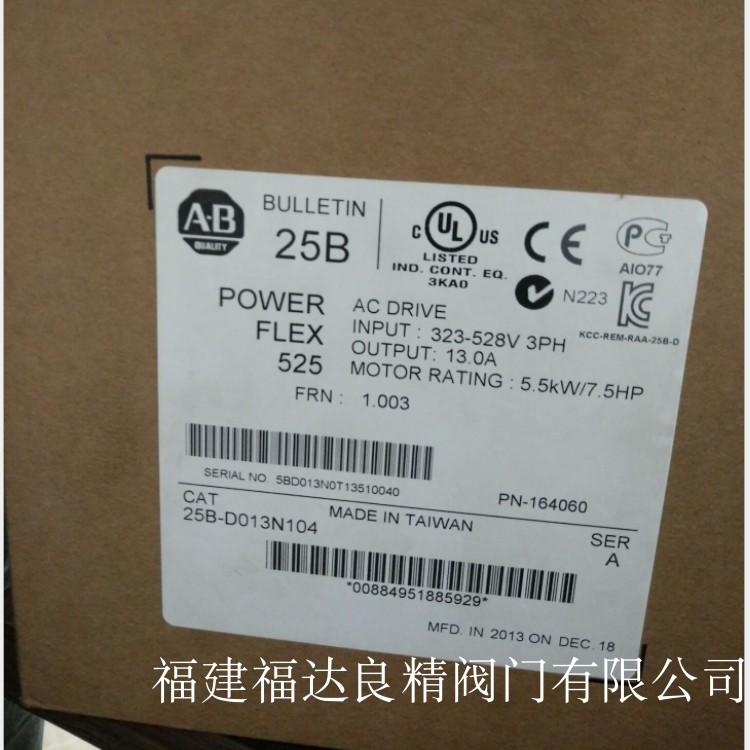 A-B
QUALITY
BULLETIN
25B
C UL US
LISTED
IND. CONT. EQ.
3KA0
CE
PC
AIO77
N223
KCC-REM-RAA-25B-D
POWER
FLEX
525
AC DRIVE
INPUT : 323-528V 3PH
OUTPUT: 13.0A
MOTOR RATING : 5.5kW/7.5HP
FRN : 1.003
SERIAL NO. 5BD013N0T13510040
PN-164060
CAT
25B-D013N104
MADE IN TAIWAN
SER
A
*00884951885929*
MFD. IN 2013 ON DEC. 18
福建福达良精阀门有限公司